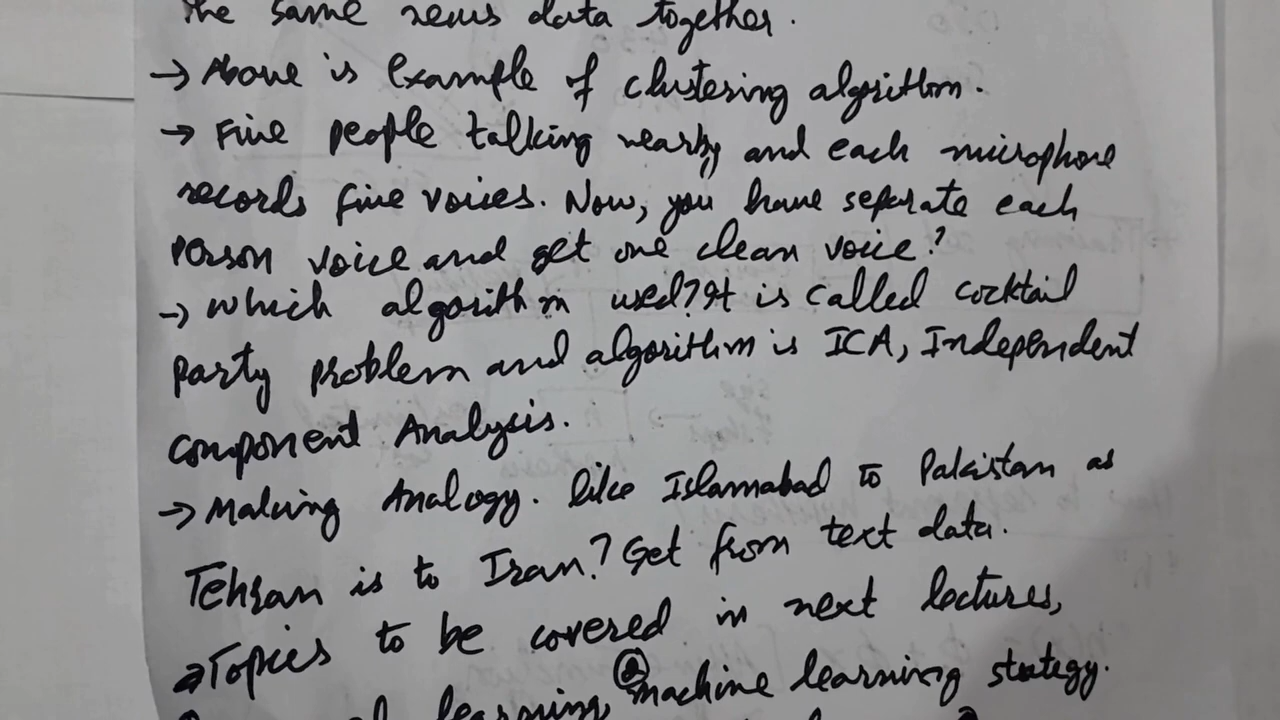 the same news data together.
→ Above is example of clustering algorithm.
→ Five people talking nearby and each microphone
records five voices. Now, you have separate each
person voice and get one clean voice?
→ which algorithm used? It is called cocktail
party problem and algorithm is ICA, Independent
Component Analysis.
→ Making Analogy. like Islamabad to Pakistan as
Tehran is to Iran? Get from text data.
→ Topics to be covered in next lectures,
learning, machine learning strategy.